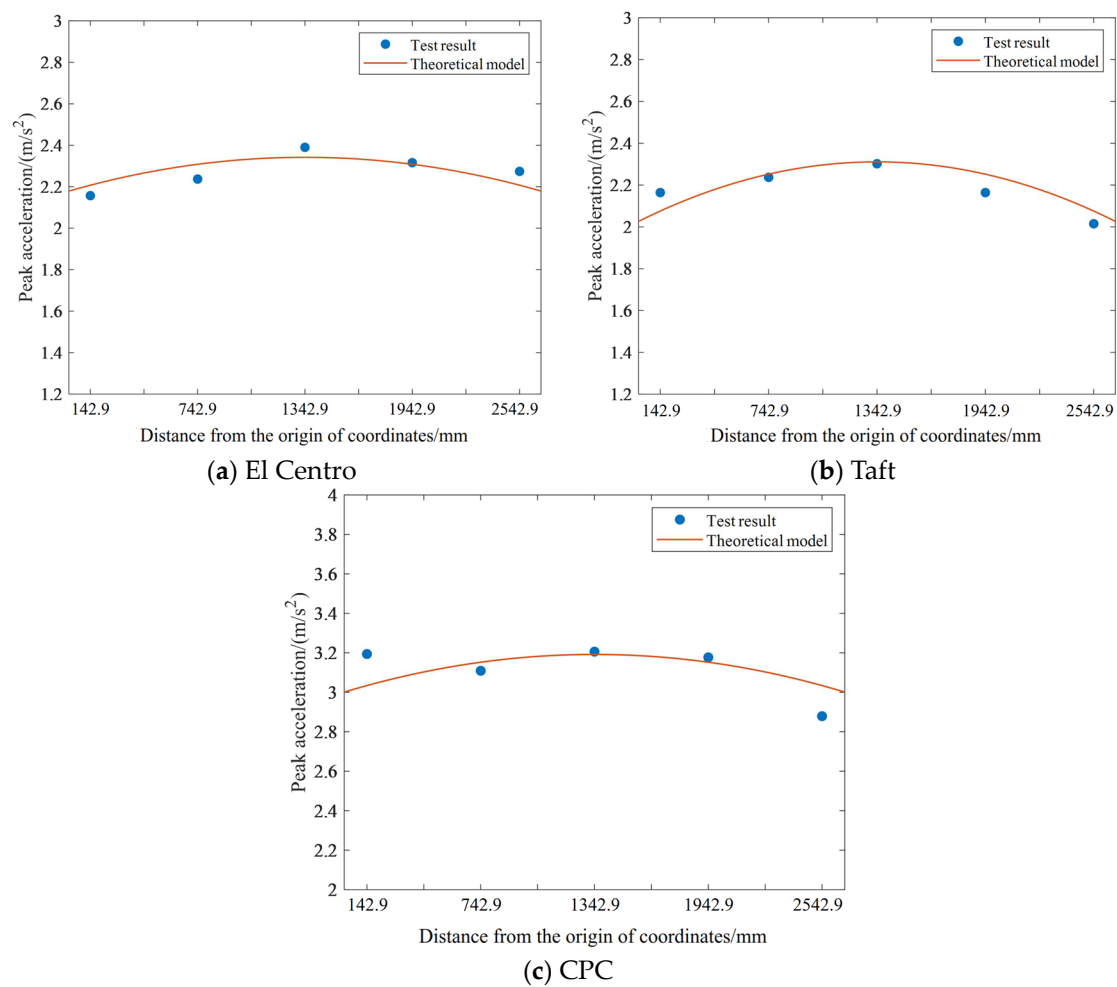 3
2.8
2.6
2.4
2.2
2
1.8
1.6
1.4
1.2
Peak acceleration/(m/s²)
Test result
Theoretical model
142.9 742.9 1342.9 1942.9 2542.9
Distance from the origin of coordinates/mm
(a) El Centro
3
2.8
2.6
2.4
2.2
2
1.8
1.6
1.4
1.2
Peak acceleration/(m/s²)
Test result
Theoretical model
142.9 742.9 1342.9 1942.9 2542.9
Distance from the origin of coordinates/mm
(b) Taft
4
3.8
3.6
3.4
3.2
3
2.8
2.6
2.4
2.2
2
Peak acceleration/(m/s²)
Test result
Theoretical model
142.9 742.9 1342.9 1942.9 2542.9
Distance from the origin of coordinates/mm
(c) CPC